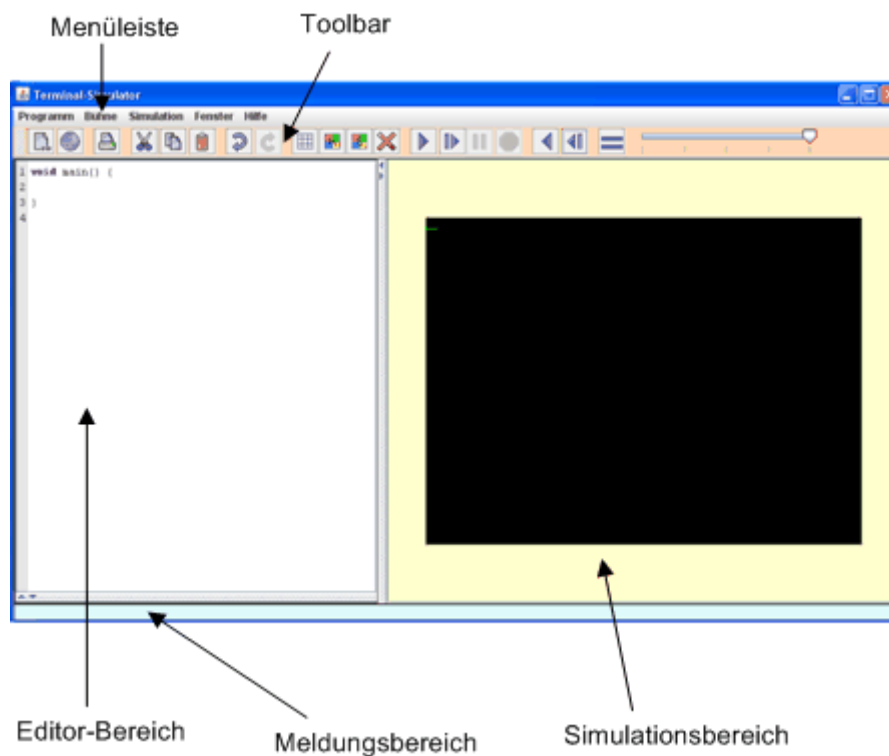 Menüleiste
Toolbar
Terminal-Simulator
Programm Bühne Simulation Fenster Hilfe
1 void main() {
2
3 }
4
Editor-Bereich
Meldungsbereich
Simulationsbereich